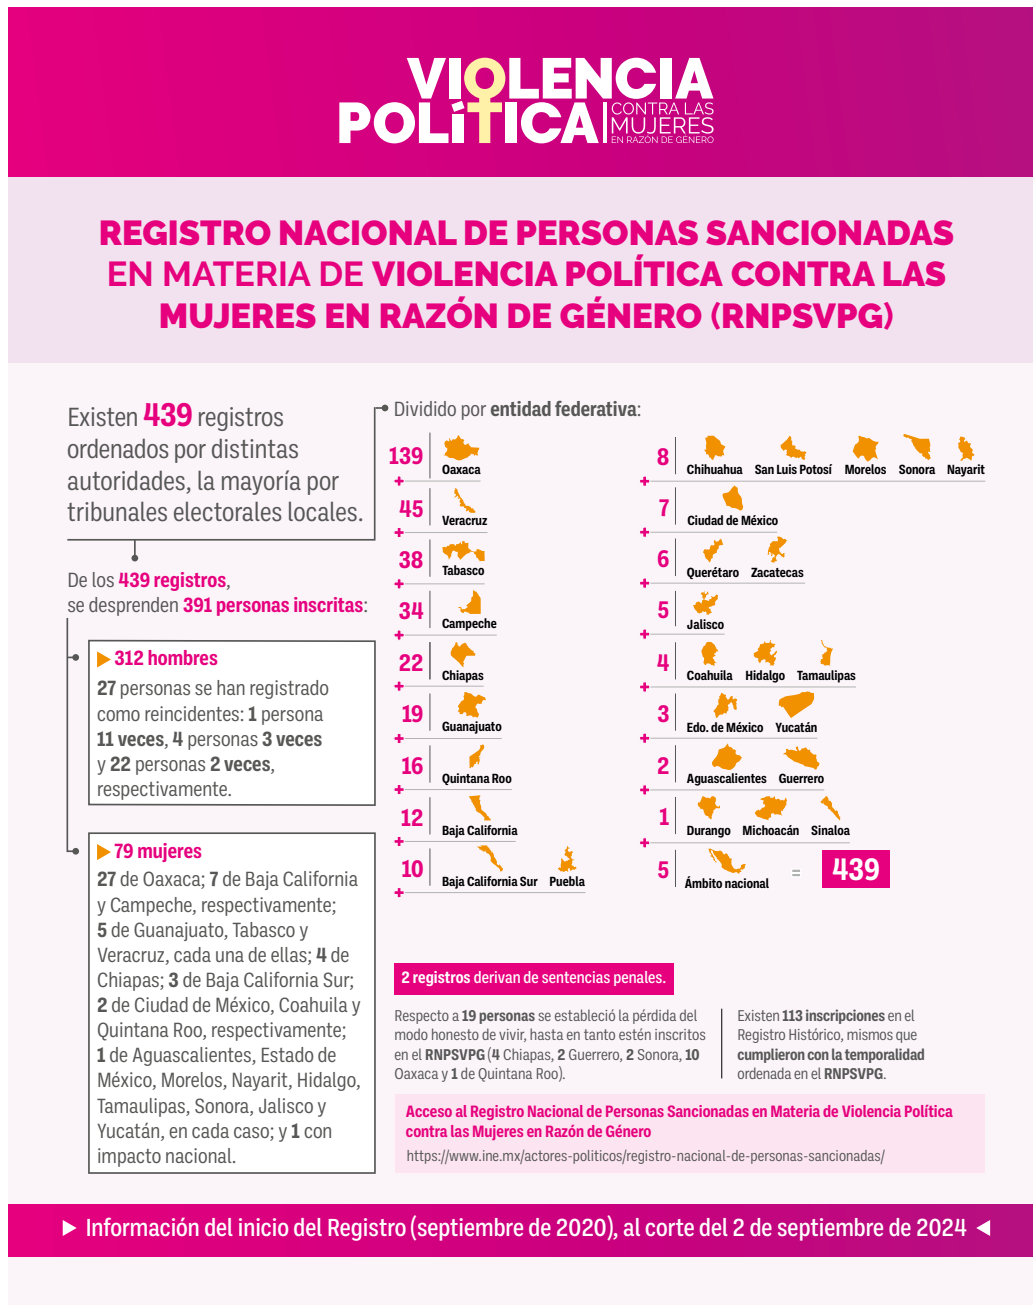 VIOLENCIA
POLíTICA
CONTRA LAS
MUJERES
EN RAZÓN DE GÉNERO
REGISTRO NACIONAL DE PERSONAS SANCIONADAS
EN MATERIA DE VIOLENCIA POLÍTICA CONTRA LAS
MUJERES EN RAZÓN DE GÉNERO (RNPSVPG)
Existen 439 registros
ordenados por distintas
autoridades, la mayoría por
tribunales electorales locales.
De los 439 registros,
se desprenden 391 personas inscritas:
312 hombres
27 personas se han registrado
como reincidentes: 1 persona
11 veces, 4 personas 3 veces
y 22 personas 2 veces,
respectivamente.
79 mujeres
27 de Oaxaca; 7 de Baja California
y Campeche, respectivamente;
5 de Guanajuato, Tabasco y
Veracruz, cada una de ellas; 4 de
Chiapas; 3 de Baja California Sur;
2 de Ciudad de México, Coahuila y
Quintana Roo, respectivamente;
1 de Aguascalientes, Estado de
México, Morelos, Nayarit, Hidalgo,
Tamaulipas, Sonora, Jalisco y
Yucatán, en cada caso; y 1 con
impacto nacional.
Dividido por entidad federativa:
139 Oaxaca
+
45 Veracruz
+
38 Tabasco
+
34 Campeche
+
22 Chiapas
+
19 Guanajuato
+
16 Quintana Roo
+
12 Baja California
+
10 Baja California Sur Puebla
+
8 Chihuahua San Luis Potosí Morelos Sonora Nayarit
+
7 Ciudad de México
+
6 Querétaro Zacatecas
+
5 Jalisco
+
4 Coahuila Hidalgo Tamaulipas
+
3 Edo. de México Yucatán
+
2 Aguascalientes Guerrero
+
1 Durango Michoacán Sinaloa
+
5 Ámbito nacional = 439
2 registros derivan de sentencias penales.
Respecto a 19 personas se estableció la pérdida del
modo honesto de vivir, hasta en tanto estén inscritos
en el RNPSVPG (4 Chiapas, 2 Guerrero, 2 Sonora, 10
Oaxaca y 1 de Quintana Roo).
Existen 113 inscripciones en el
Registro Histórico, mismos que
cumplieron con la temporalidad
ordenada en el RNPSVPG.
Acceso al Registro Nacional de Personas Sancionadas en Materia de Violencia Política
contra las Mujeres en Razón de Género
https://www.ine.mx/actores-politicos/registro-nacional-de-personas-sancionadas/
Información del inicio del Registro (septiembre de 2020), al corte del 2 de septiembre de 2024